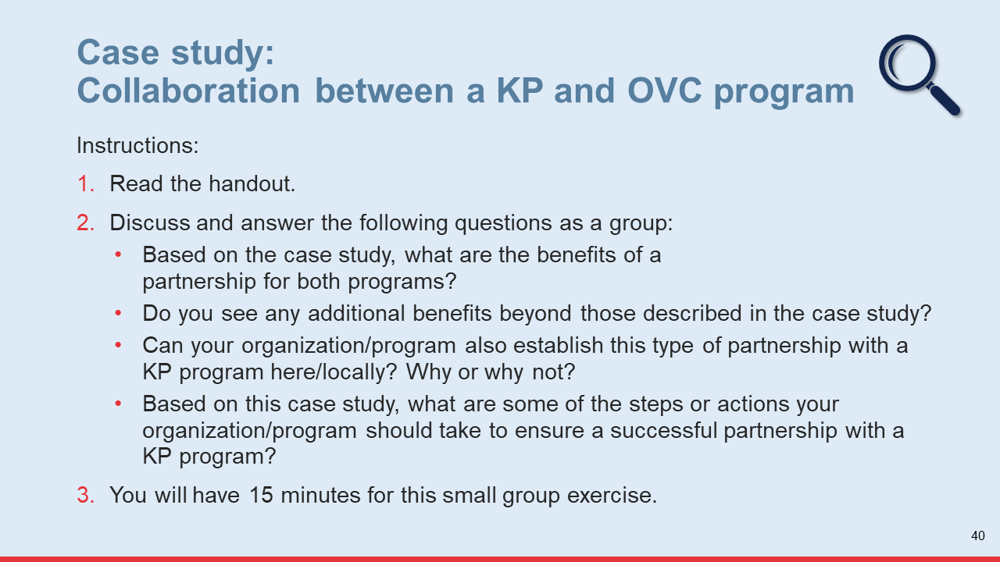 Case study:
Collaboration between a KP and OVC program
Instructions:
1. Read the handout.
2. Discuss and answer the following questions as a group:
• Based on the case study, what are the benefits of a
partnership for both programs?
• Do you see any additional benefits beyond those described in the case study?
• Can your organization/program also establish this type of partnership with a
KP program here/locally? Why or why not?
• Based on this case study, what are some of the steps or actions your
organization/program should take to ensure a successful partnership with a
KP program?
3. You will have 15 minutes for this small group exercise.
40